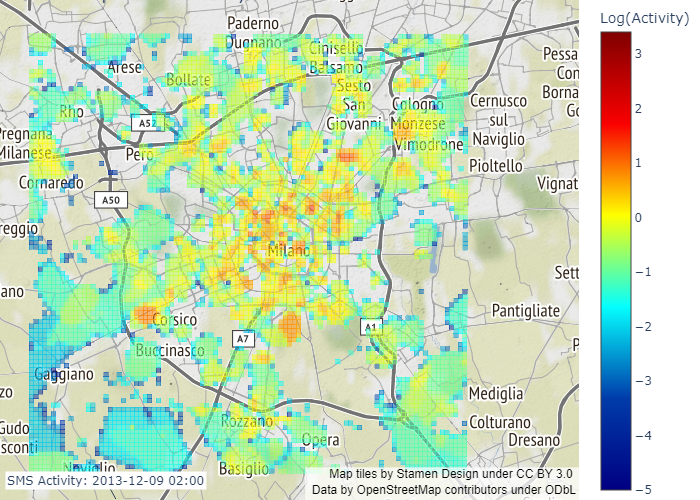 Log(Activity)
Paderno
Dugnano
Cinisello
Balsamo
Arese
Bollate
Sesto
San
Giovanni
Cologno
Monzese
Vimodrone
Cernusco
sul
Naviglio
Pessa
Con
Borna
Go
Rho
A52
Pero
Pregnana
Milanese
Cornaredo
Pioltello
Vignat
A50
reggio
Milano
Sett
ano
Corsico
A7
A1
Pantigliate
P
Buccinasco
Gaggiano
zo
Mediglia
Rozzano
Opera
Colturano
Dresano
Gudo
sconti
Noviglio
Basiglio
3
2
1
0
−1
−2
−3
−4
−5
SMS Activity: 2013-12-09 02:00
Map tiles by Stamen Design under CC BY 3.0
Data by OpenStreetMap contributors under ODbL